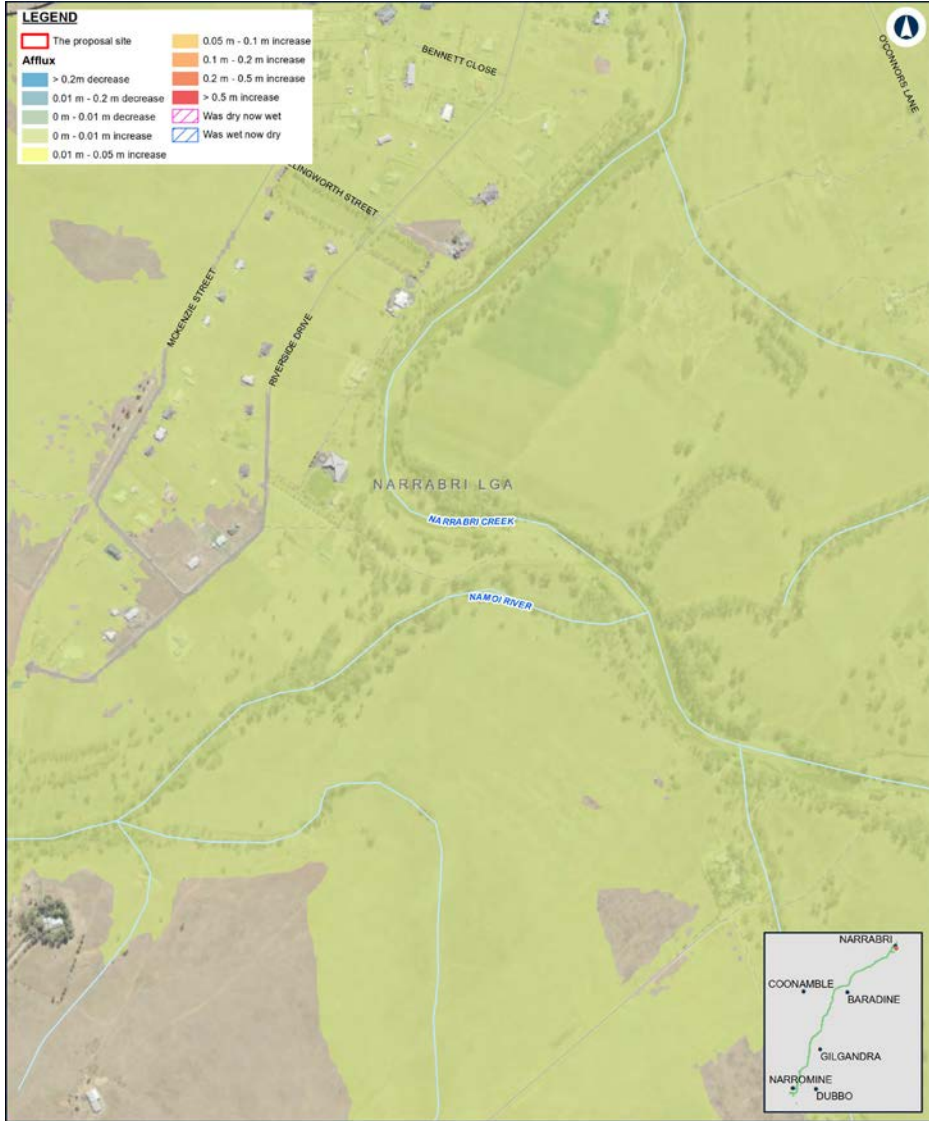 LEGEND
The proposal site
Afflux
> 0.2m decrease
0.01 m - 0.2 m decrease
0 m - 0.01 m decrease
0 m - 0.01 m increase
0.01 m - 0.05 m increase
0.05 m - 0.1 m increase
0.1 m - 0.2 m increase
0.2 m - 0.5 m increase
> 0.5 m increase
Was dry now wet
Was wet now dry
BENNETT CLOSE
O'CONNORS LANE
LLINGWORTH STREET
MCKENZIE STREET
RIVERSIDE DRIVE
NARRABRI LGA
NARRABRI CREEK
NAMOI RIVER
NARRABRI
COONAMBLE
BARADINE
GILGANDRA
NARROMINE
DUBBO